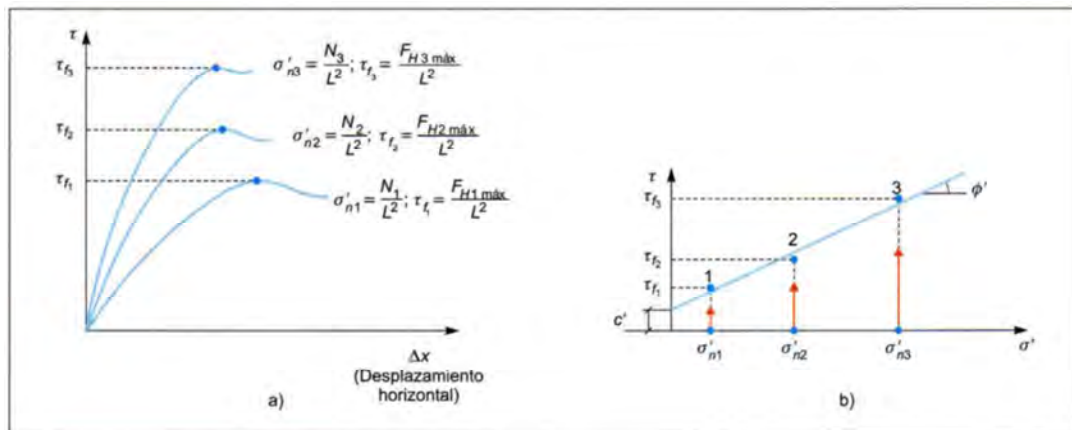 τ
τf3
τf2
τf1
σ′n3 = N3/L²; τf3 = FH3 máx/L²
σ′n2 = N2/L²; τf2 = FH2 máx/L²
σ′n1 = N1/L²; τf1 = FH1 máx/L²
Δx
(Desplazamiento
horizontal)
a)
τ
τf3
τf2
τf1
c′
1
2
3
ϕ′
σ′n1
σ′n2
σ′n3
σ′
b)